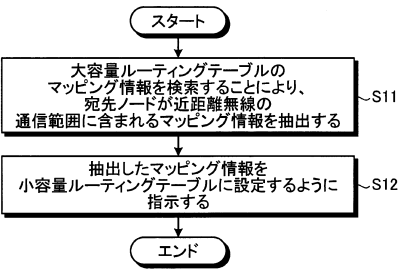 スタート
大容量ルーティングテーブルの
マッピング情報を検索することにより、
宛先ノードが近距離無線の
通信範囲に含まれるマッピング情報を抽出する
S11
抽出したマッピング情報を
小容量ルーティングテーブルに設定するように
指示する
S12
エンド